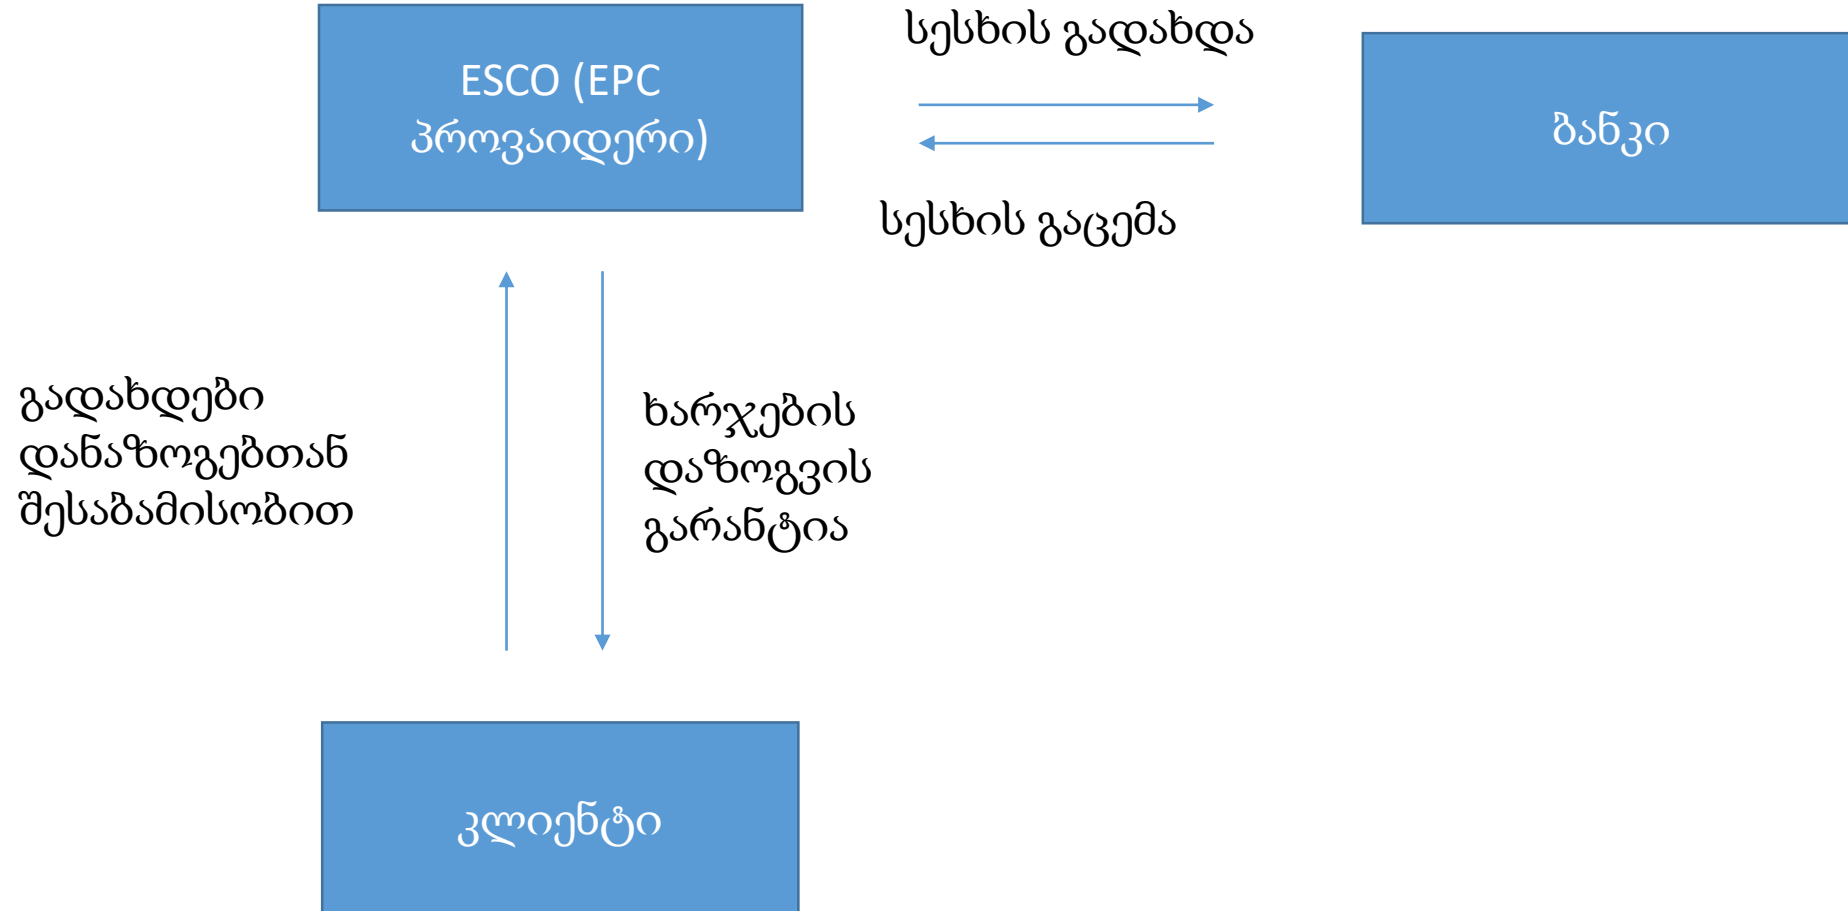 ESCO (EPC
პროვაიდერი)
სესხის გადახდა
ბანკი
სესხის გაცემა
გადახდები
დანაზოგებთან
შესაბამისობით
ხარჯების
დაზოგვის
გარანტია
კლიენტი